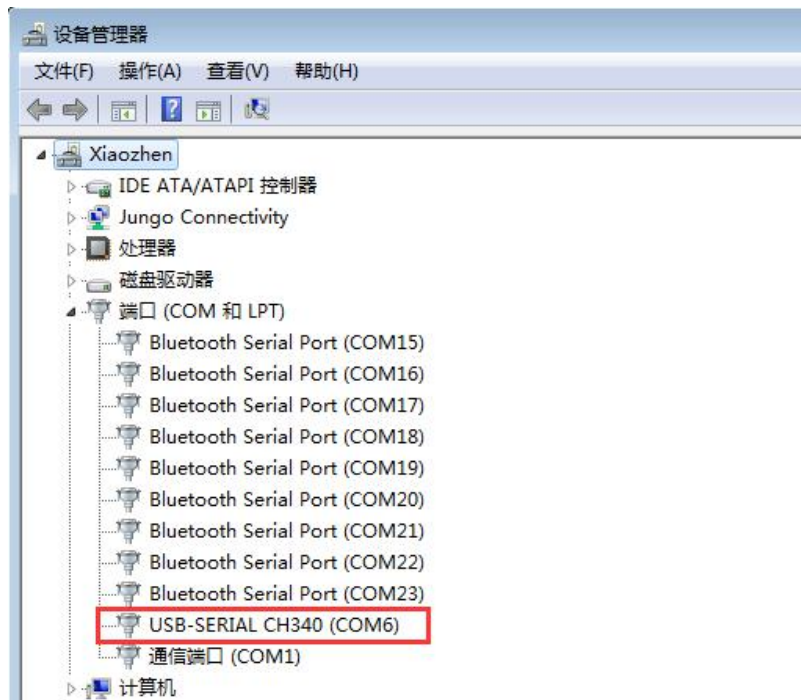 设备管理器
文件(F) 操作(A) 查看(V) 帮助(H)
Xiaozhen
IDE ATA/ATAPI 控制器
Jungo Connectivity
处理器
磁盘驱动器
端口 (COM 和 LPT)
Bluetooth Serial Port (COM15)
Bluetooth Serial Port (COM16)
Bluetooth Serial Port (COM17)
Bluetooth Serial Port (COM18)
Bluetooth Serial Port (COM19)
Bluetooth Serial Port (COM20)
Bluetooth Serial Port (COM21)
Bluetooth Serial Port (COM22)
Bluetooth Serial Port (COM23)
USB-SERIAL CH340 (COM6)
通信端口 (COM1)
计算机